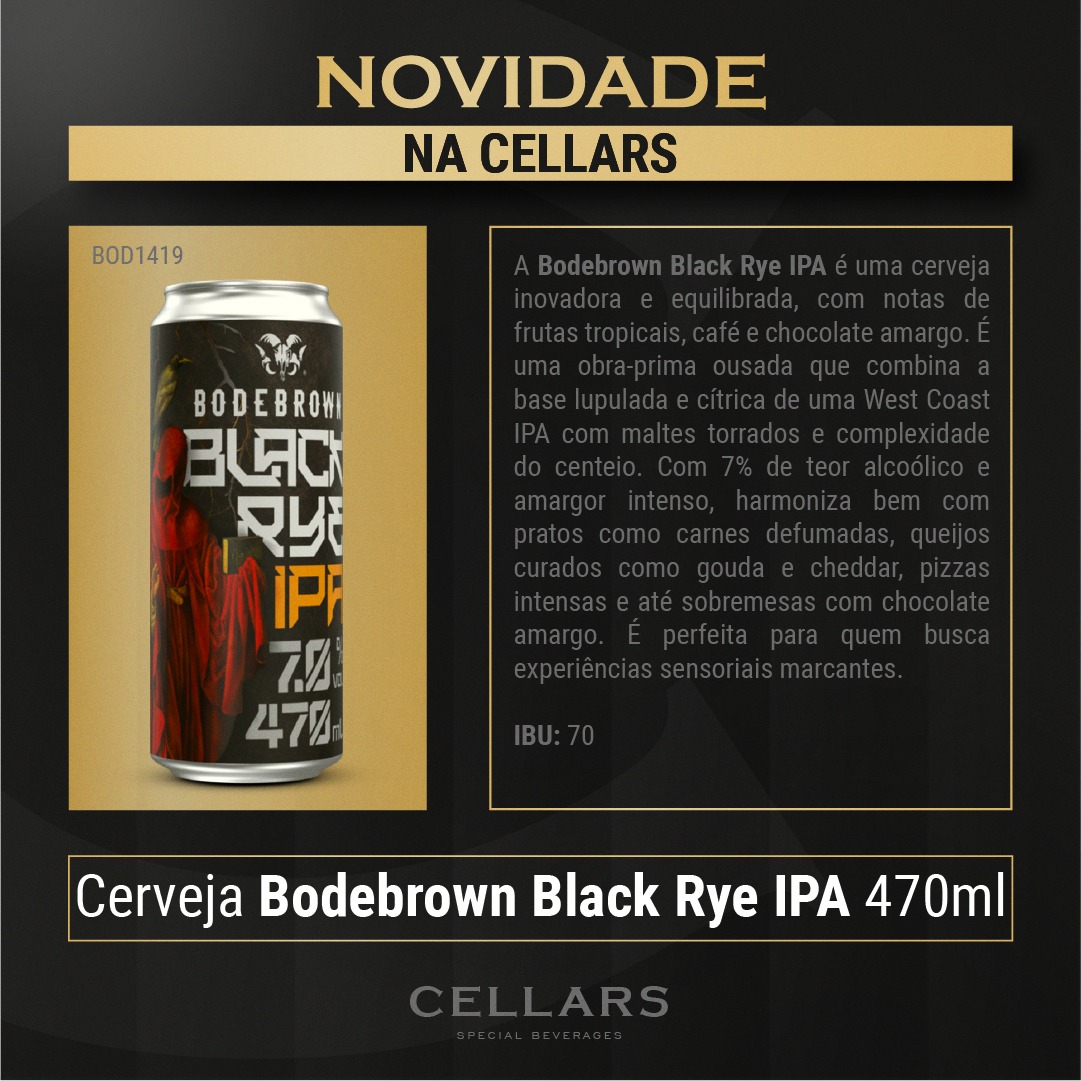 NOVIDADE
NA CELLARS
BOD1419
BODEBROWN
BLACK
RYE
IPA
7.0 %
VOL
470mL
A Bodebrown Black Rye IPA é uma cerveja
inovadora e equilibrada, com notas de
frutas tropicais, café e chocolate amargo. É
uma obra-prima ousada que combina a
base lupulada e cítrica de uma West Coast
IPA com maltes torrados e complexidade
do centeio. Com 7% de teor alcoólico e
amargor intenso, harmoniza bem com
pratos como carnes defumadas, queijos
curados como gouda e cheddar, pizzas
intensas e até sobremesas com chocolate
amargo. É perfeita para quem busca
experiências sensoriais marcantes.
IBU: 70
Cerveja Bodebrown Black Rye IPA 470ml
CELLARS
SPECIAL BEVERAGES